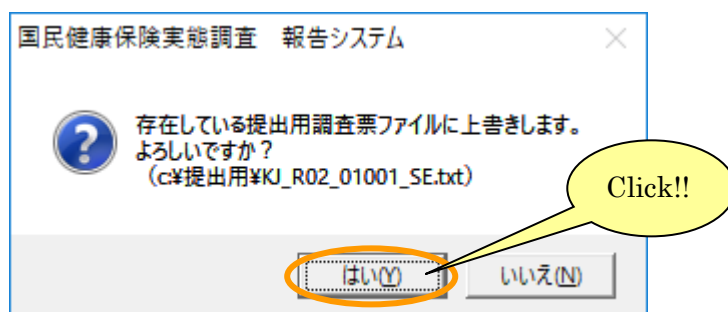 国民健康保険実態調査　報告システム
存在している提出用調査票ファイルに上書きします。
よろしいですか？
（c:¥提出用¥KJ_R02_01001_SE.txt）
Click!!
はい(Y)
いいえ(N)